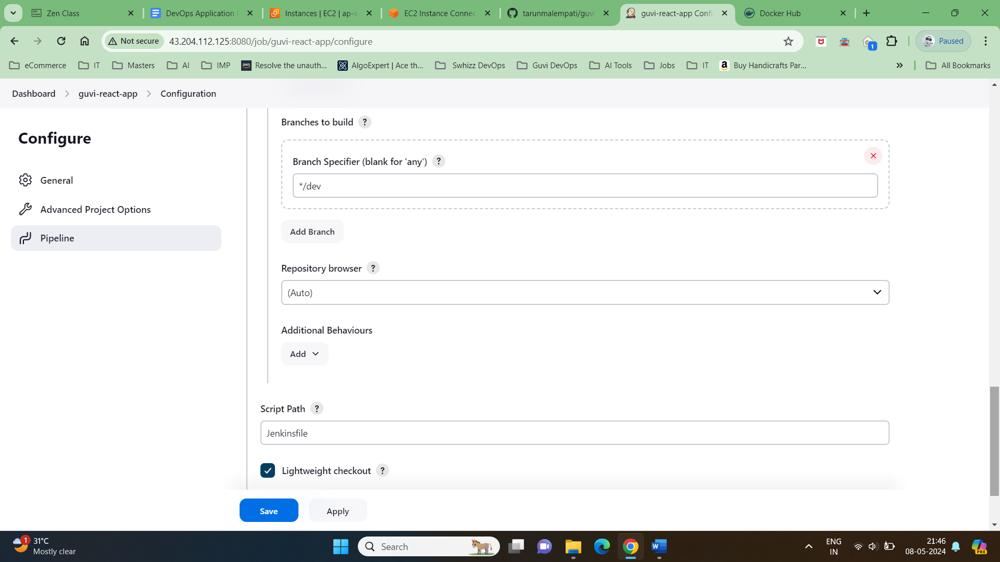 Zen Class
DevOps Application D
Instances | EC2 | ap-s
EC2 Instance Connec
tarunmalempati/guvi
guvi-react-app Confi
Docker Hub
Not secure
43.204.112.125:8080/job/guvi-react-app/configure
1
Paused
eCommerce
IT
Masters
AI
IMP
aws
Resolve the unauth...
AlgoExpert | Ace th...
Swhizz DevOps
Guvi DevOps
AI Tools
Jobs
IT
a
Buy Handicrafts Par...
All Bookmarks
Dashboard
guvi-react-app
Configuration
Configure
General
Advanced Project Options
Pipeline
Branches to build ?
Branch Specifier (blank for 'any') ?
*/dev
Add Branch
Repository browser ?
(Auto)
Additional Behaviours
Add
Script Path ?
Jenkinsfile
Lightweight checkout ?
Save
Apply
1
31°C
Mostly clear
Search
W
ENG
IN
21:46
08-05-2024
PRE